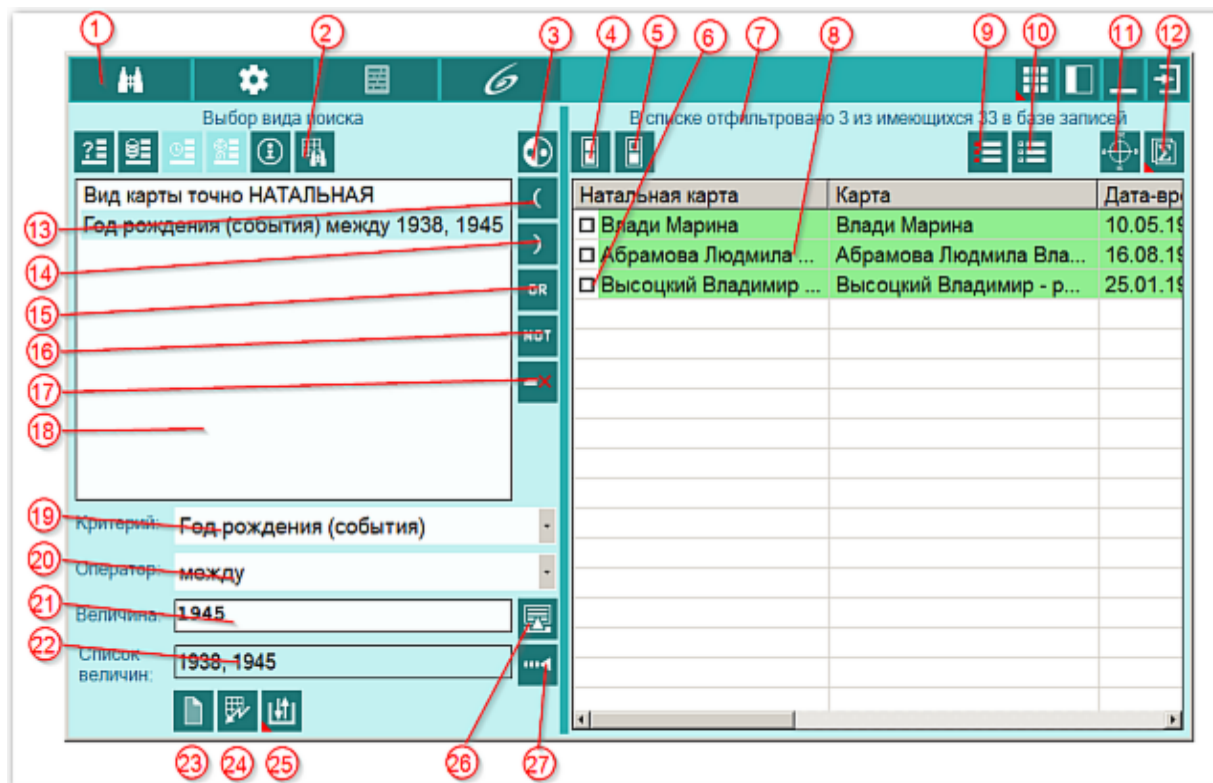 1 2 3 4 5 6 7 8 9 10 11 12
Выбор вида поиска
В списке отфильтровано 3 из имеющихся 33 в базе записей
Вид карты точно НАТАЛЬНАЯ
Год рождения (события) между 1938, 1945
(
)
OR
NOT
13
14
15
16
17
18
Натальная карта Карта Дата-вре
Влади Марина Влади Марина 10.05.19
Абрамова Людмила ... Абрамова Людмила Вла... 16.08.19
Высоцкий Владимир ... Высоцкий Владимир - р... 25.01.19
19 Критерий: Год рождения (события)
20 Оператор: между
21 Величина: 1945
22 Список величин: 1938, 1945
23 24 25 26 27